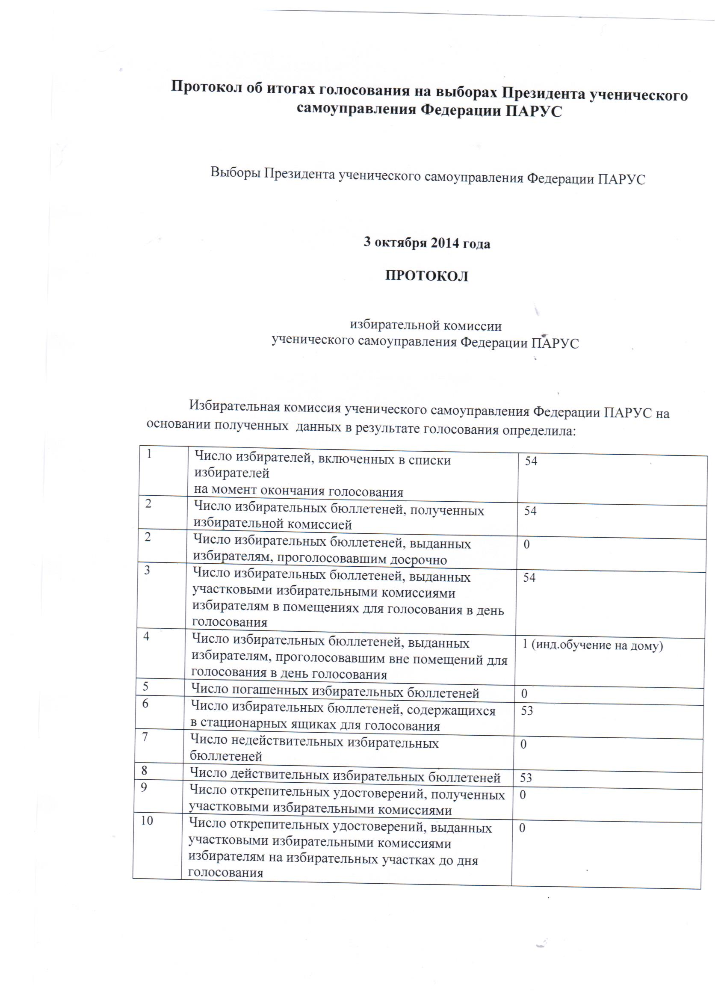 Протокол об итогах голосования на выборах Президента ученического
самоуправления Федерации ПАРУС
Выборы Президента ученического самоуправления Федерации ПАРУС
3 октября 2014 года
ПРОТОКОЛ
избирательной комиссии
ученического самоуправления Федерации ПАРУС
Избирательная комиссия ученического самоуправления Федерации ПАРУС на
основании полученных данных в результате голосования определила:
1 Число избирателей, включенных в списки 54
избирателей
на момент окончания голосования
2 Число избирательных бюллетеней, полученных 54
избирательной комиссией
2 Число избирательных бюллетеней, выданных 0
избирателям, проголосовавшим досрочно
3 Число избирательных бюллетеней, выданных 54
участковыми избирательными комиссиями
избирателям в помещениях для голосования в день
голосования
4 Число избирательных бюллетеней, выданных 1 (инд.обучение на дому)
избирателям, проголосовавшим вне помещений для
голосования в день голосования
5 Число погашенных избирательных бюллетеней 0
6 Число избирательных бюллетеней, содержащихся 53
в стационарных ящиках для голосования
7 Число недействительных избирательных 0
бюллетеней
8 Число действительных избирательных бюллетеней 53
9 Число открепительных удостоверений, полученных 0
участковыми избирательными комиссиями
10 Число открепительных удостоверений, выданных 0
участковыми избирательными комиссиями
избирателям на избирательных участках до дня
голосования